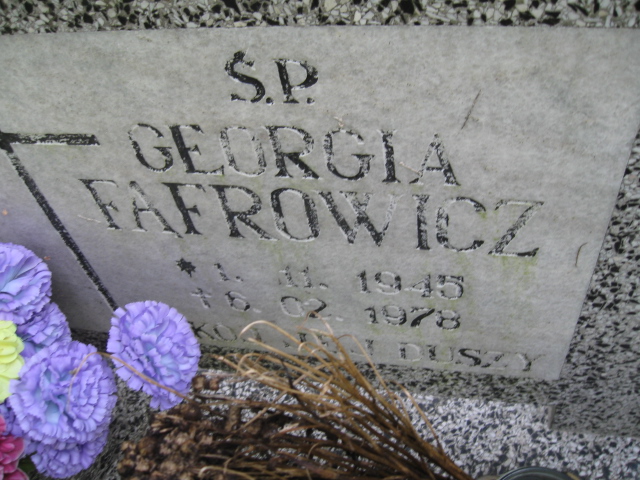 Ś.P.
GEORGIA
FAFROWICZ
* 1. 11. 1945
+ 6. 02. 1978
DUSZY